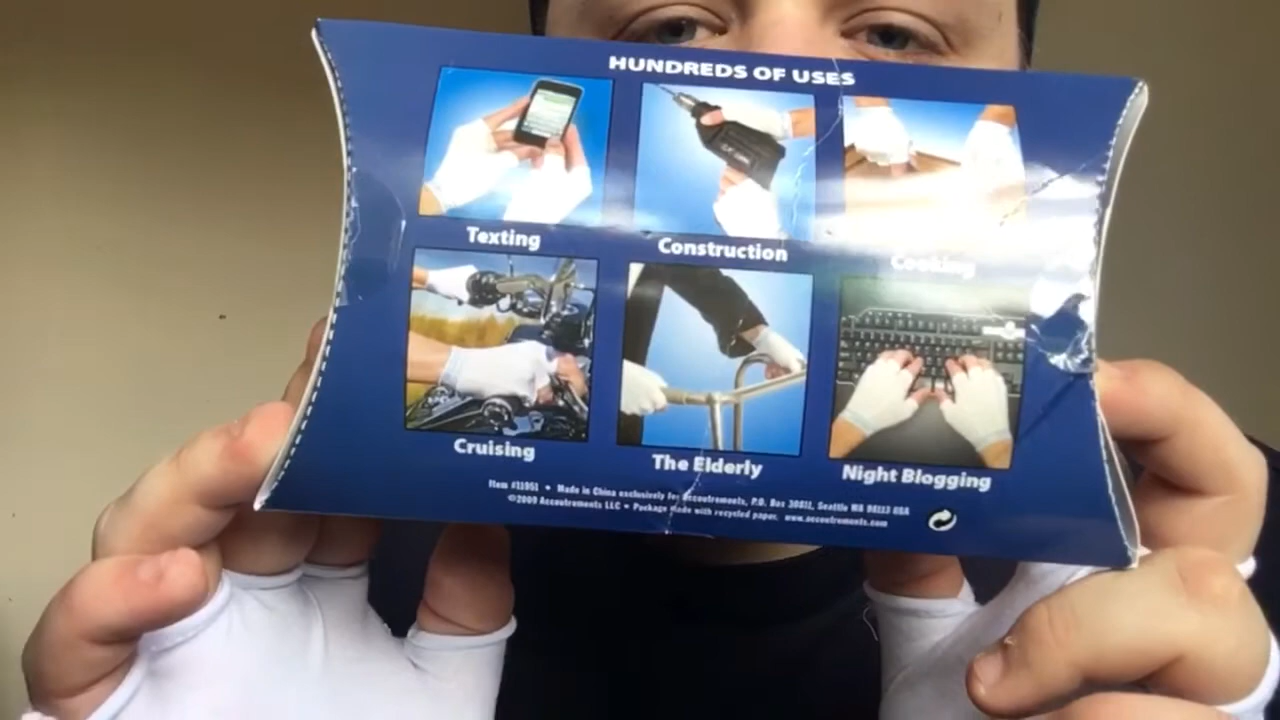 HUNDREDS OF USES
Texting
Construction
Cooking
Cruising
The Elderly
Night Blogging
Item #11951 • Made in China exclusively for Accoutrements, P.O. Box 30811, Seattle WA 98113 USA
©2009 Accoutrements LLC • Package made with recycled paper. www.accoutrements.com